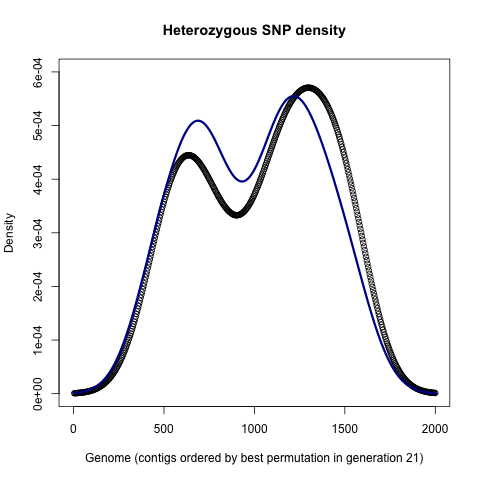 Heterozygous SNP density
6e-04
5e-04
4e-04
3e-04
2e-04
1e-04
0e+00
Density
0 500 1000 1500 2000
Genome (contigs ordered by best permutation in generation 21)